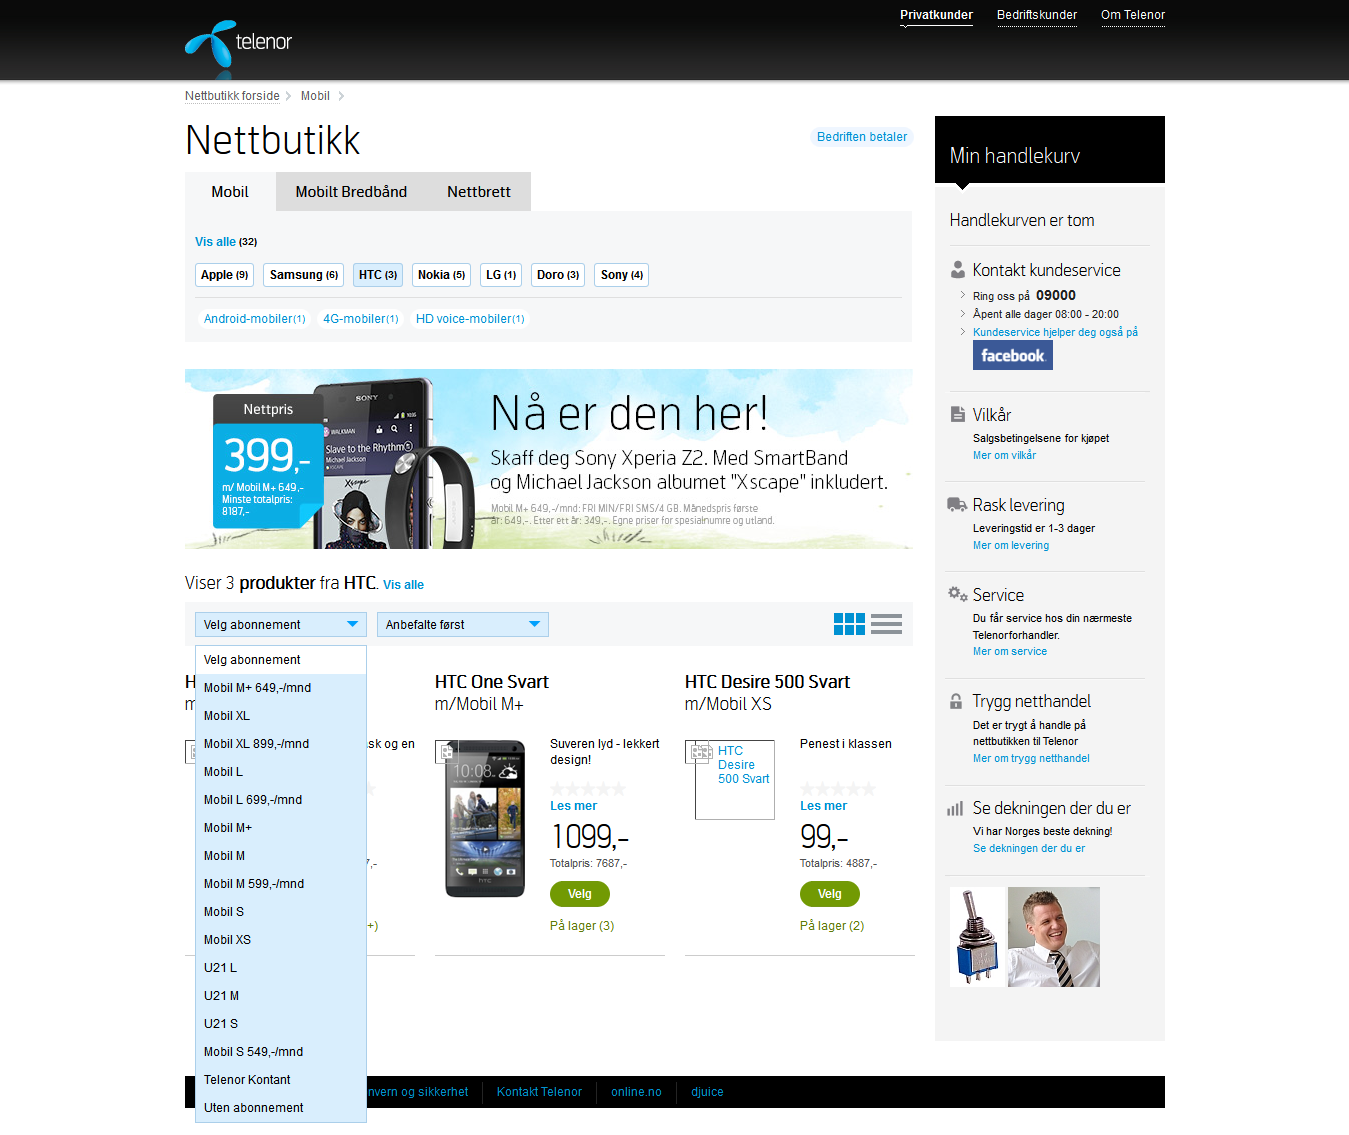 Privatkunder
Bedriftskunder
Om Telenor
telenor
Nettbutikk forside
Mobil
Nettbutikk
Bedriften betaler
Mobil
Mobilt Bredbånd
Nettbrett
Vis alle (32)
Apple (9)
Samsung (6)
HTC (3)
Nokia (5)
LG (1)
Doro (3)
Sony (4)
Android-mobiler(1)
4G-mobiler(1)
HD voice-mobiler(1)
Nettpris
399,-
m/ Mobil M+ 649,-
Minste totalpris:
8187,-
SONY
WALKMAN
Slave to the Rhythm
Michael Jackson
XSCAPE
Xscape
Nå er den her!
Skaff deg Sony Xperia Z2. Med SmartBand
og Michael Jackson albumet "Xscape" inkludert.
Mobil M+ 649,-/mnd: FRI MIN/FRI SMS/4 GB. Månedspris første
år: 649,-. Etter ett år: 349,-. Egne priser for spesialnumre og utland.
Viser 3 produkter fra HTC. Vis alle
Velg abonnement
Anbefalte først
Velg abonnement
Mobil M+ 649,-/mnd
Mobil XL
Mobil XL 899,-/mnd
Mobil L
Mobil L 699,-/mnd
Mobil M+
Mobil M
Mobil M 599,-/mnd
Mobil S
Mobil XS
U21 L
U21 M
U21 S
Mobil S 549,-/mnd
Telenor Kontant
Uten abonnement
H
m
sk og en
7,-
+)
HTC One Svart
m/Mobil M+
10:08
hTC
Suveren lyd - lekkert
design!
Les mer
1099,-
Totalpris: 7687,-
Velg
På lager (3)
HTC Desire 500 Svart
m/Mobil XS
HTC
Desire
500 Svart
Penest i klassen
Les mer
99,-
Totalpris: 4887,-
Velg
På lager (2)
Min handlekurv
Handlekurven er tom
Kontakt kundeservice
Ring oss på 09000
Åpent alle dager 08:00 - 20:00
Kundeservice hjelper deg også på
facebook
Vilkår
Salgsbetingelsene for kjøpet
Mer om vilkår
Rask levering
Leveringstid er 1-3 dager
Mer om levering
Service
Du får service hos din nærmeste
Telenorforhandler.
Mer om service
Trygg netthandel
Det er trygt å handle på
nettbutikken til Telenor
Mer om trygg netthandel
Se dekningen der du er
Vi har Norges beste dekning!
Se dekningen der du er
nvern og sikkerhet
Kontakt Telenor
online.no
djuice